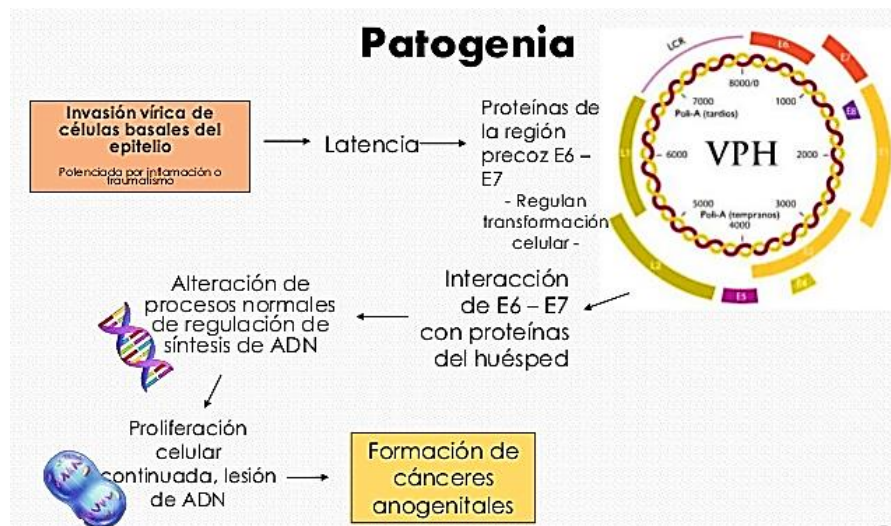 Patogenia
Invasión vírica de
células basales del
epitelio
Potenciada por inflamación o
traumatismo
Latencia
Proteínas de
la región
precoz E6 –
E7
- Regulan
transformación
celular -
LCR
E6
E7
8000/0
7000
1000
Poli-A (tardíos)
E8
L1
6000
VPH
2000
E1
5000
3000
Poli-A (tempranos)
4000
L2
E2
E5
E4
Interacción
de E6 – E7
con proteínas
del huésped
Alteración de
procesos normales
de regulación de
síntesis de ADN
Proliferación
celular
continuada, lesión
de ADN
Formación de
cánceres
anogenitales